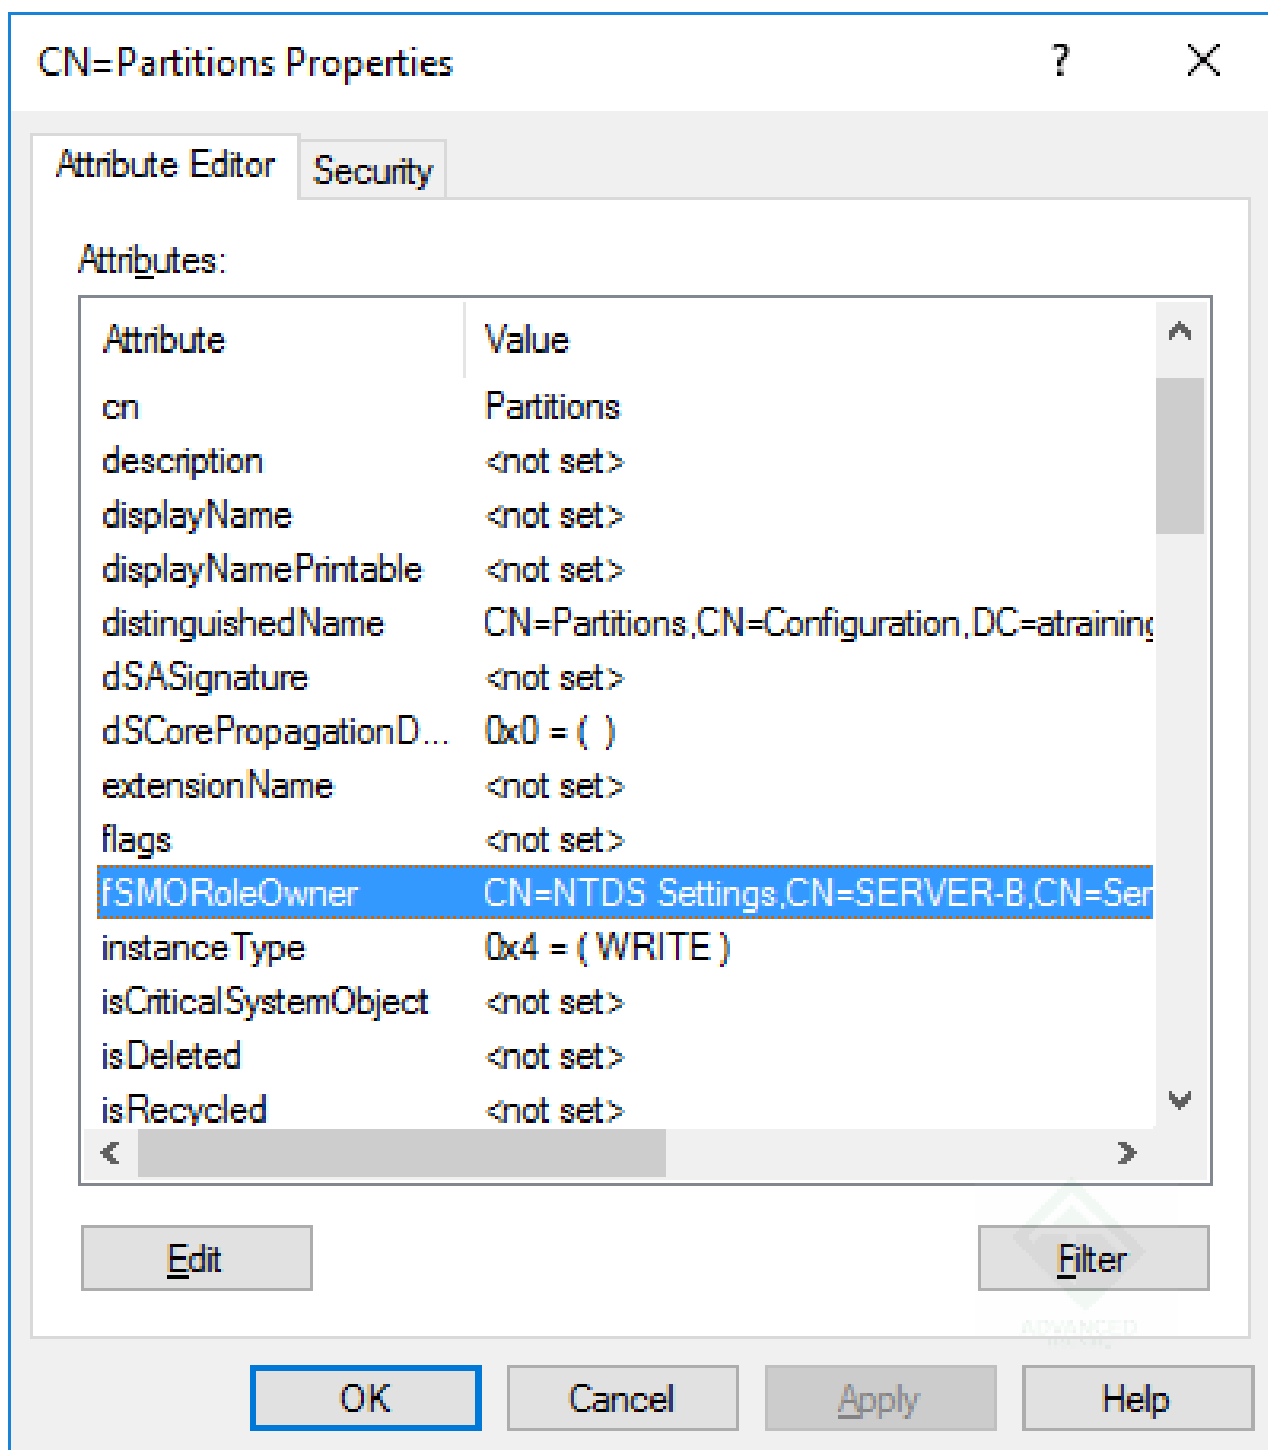 CN=Partitions Properties ?
Attribute Editor Security
Attributes:
Attribute Value
cn Partitions
description <not set>
displayName <not set>
displayNamePrintable <not set>
distinguishedName CN=Partitions,CN=Configuration,DC=atraining
dSASignature <not set>
dSCorePropagationD... 0x0 = ( )
extensionName <not set>
flags <not set>
fSMORoleOwner CN=NTDS Settings,CN=SERVER-B,CN=Ser
instanceType 0x4 = ( WRITE )
isCriticalSystemObject <not set>
isDeleted <not set>
isRecycled <not set>
Edit Filter
ADVANCED
OK Cancel Apply Help